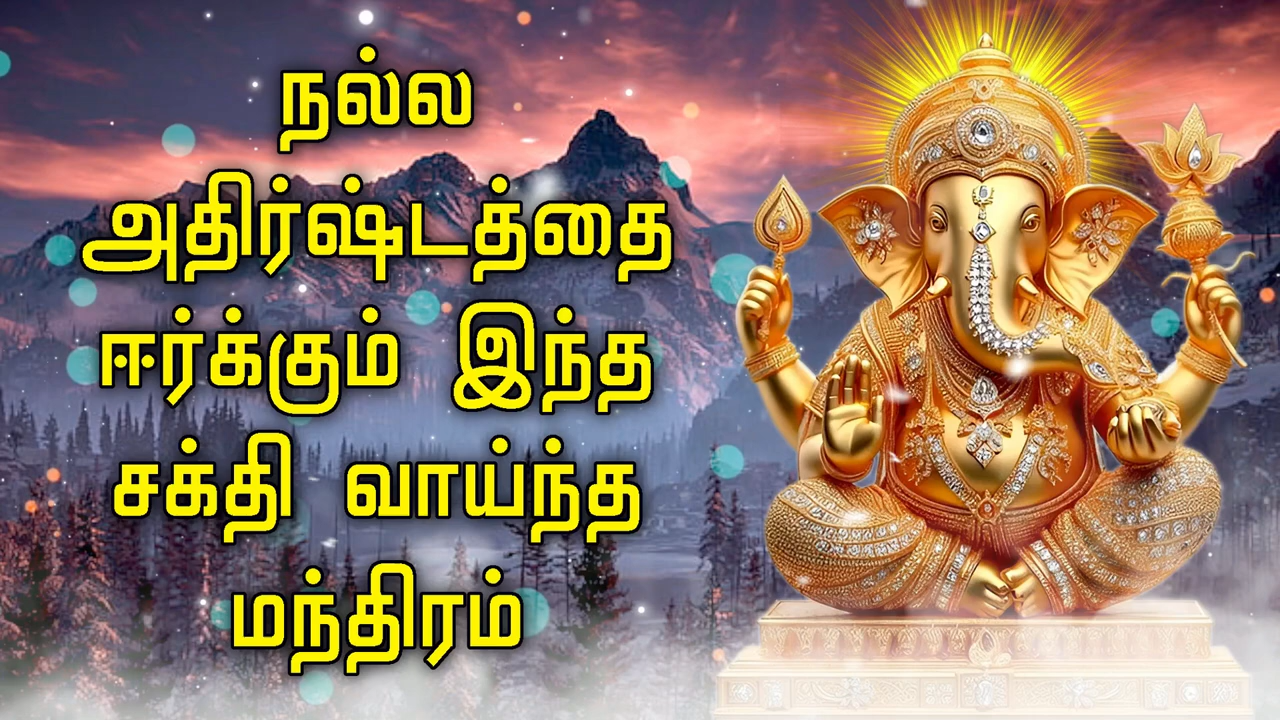 நல்ல
அதிர்ஷ்டத்தை
ஈர்க்கும் இந்த
சக்தி வாய்ந்த
மந்திரம்